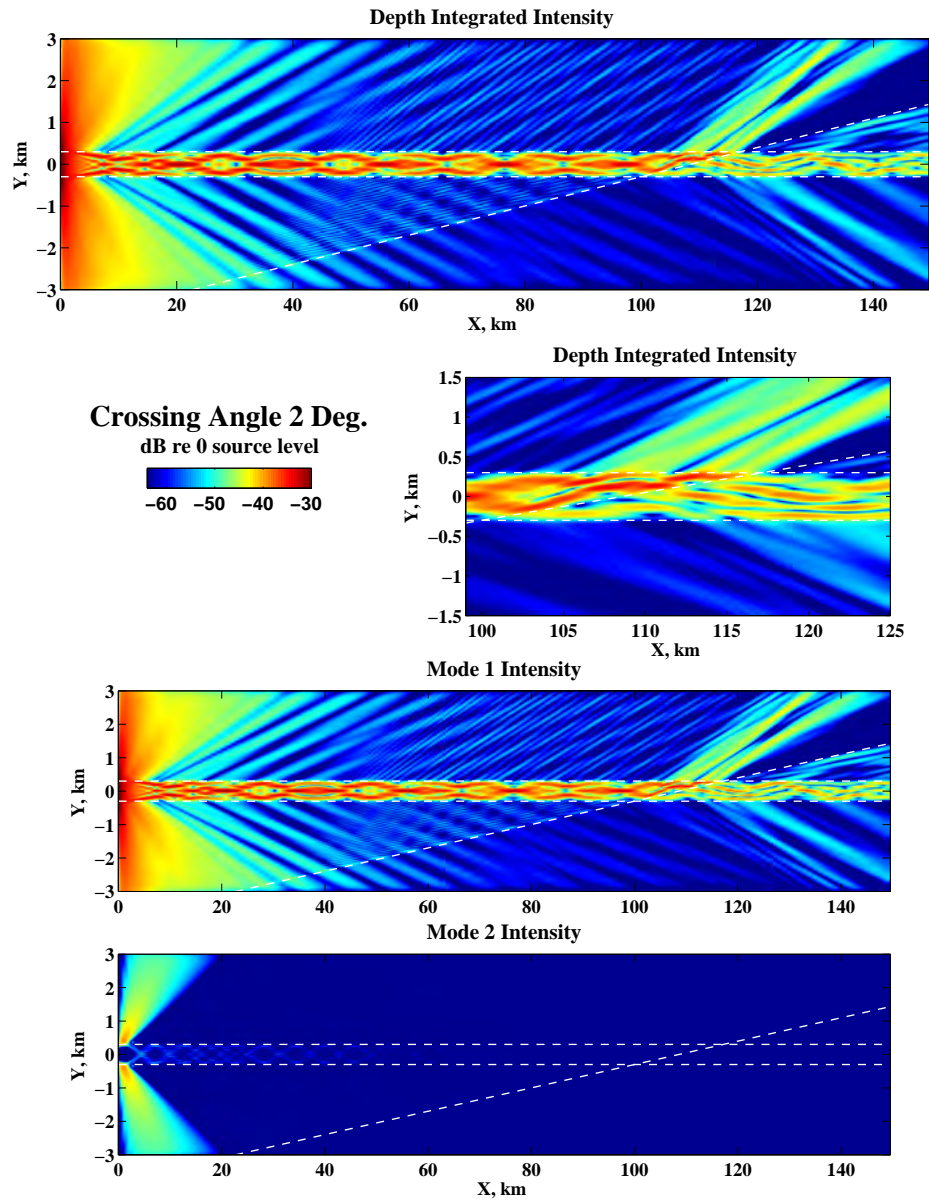 Depth Integrated Intensity
3
2
1
0
−1
−2
−3
Y, km
0 20 40 60 80 100 120 140
X, km
Crossing Angle 2 Deg.
dB re 0 source level
−60 −50 −40 −30
Depth Integrated Intensity
1.5
1
0.5
0
−0.5
−1
−1.5
Y, km
100 105 110 115 120 125
X, km
Mode 1 Intensity
3
2
1
0
−1
−2
−3
Y, km
0 20 40 60 80 100 120 140
Mode 2 Intensity
3
2
1
0
−1
−2
−3
Y, km
0 20 40 60 80 100 120 140
X, km